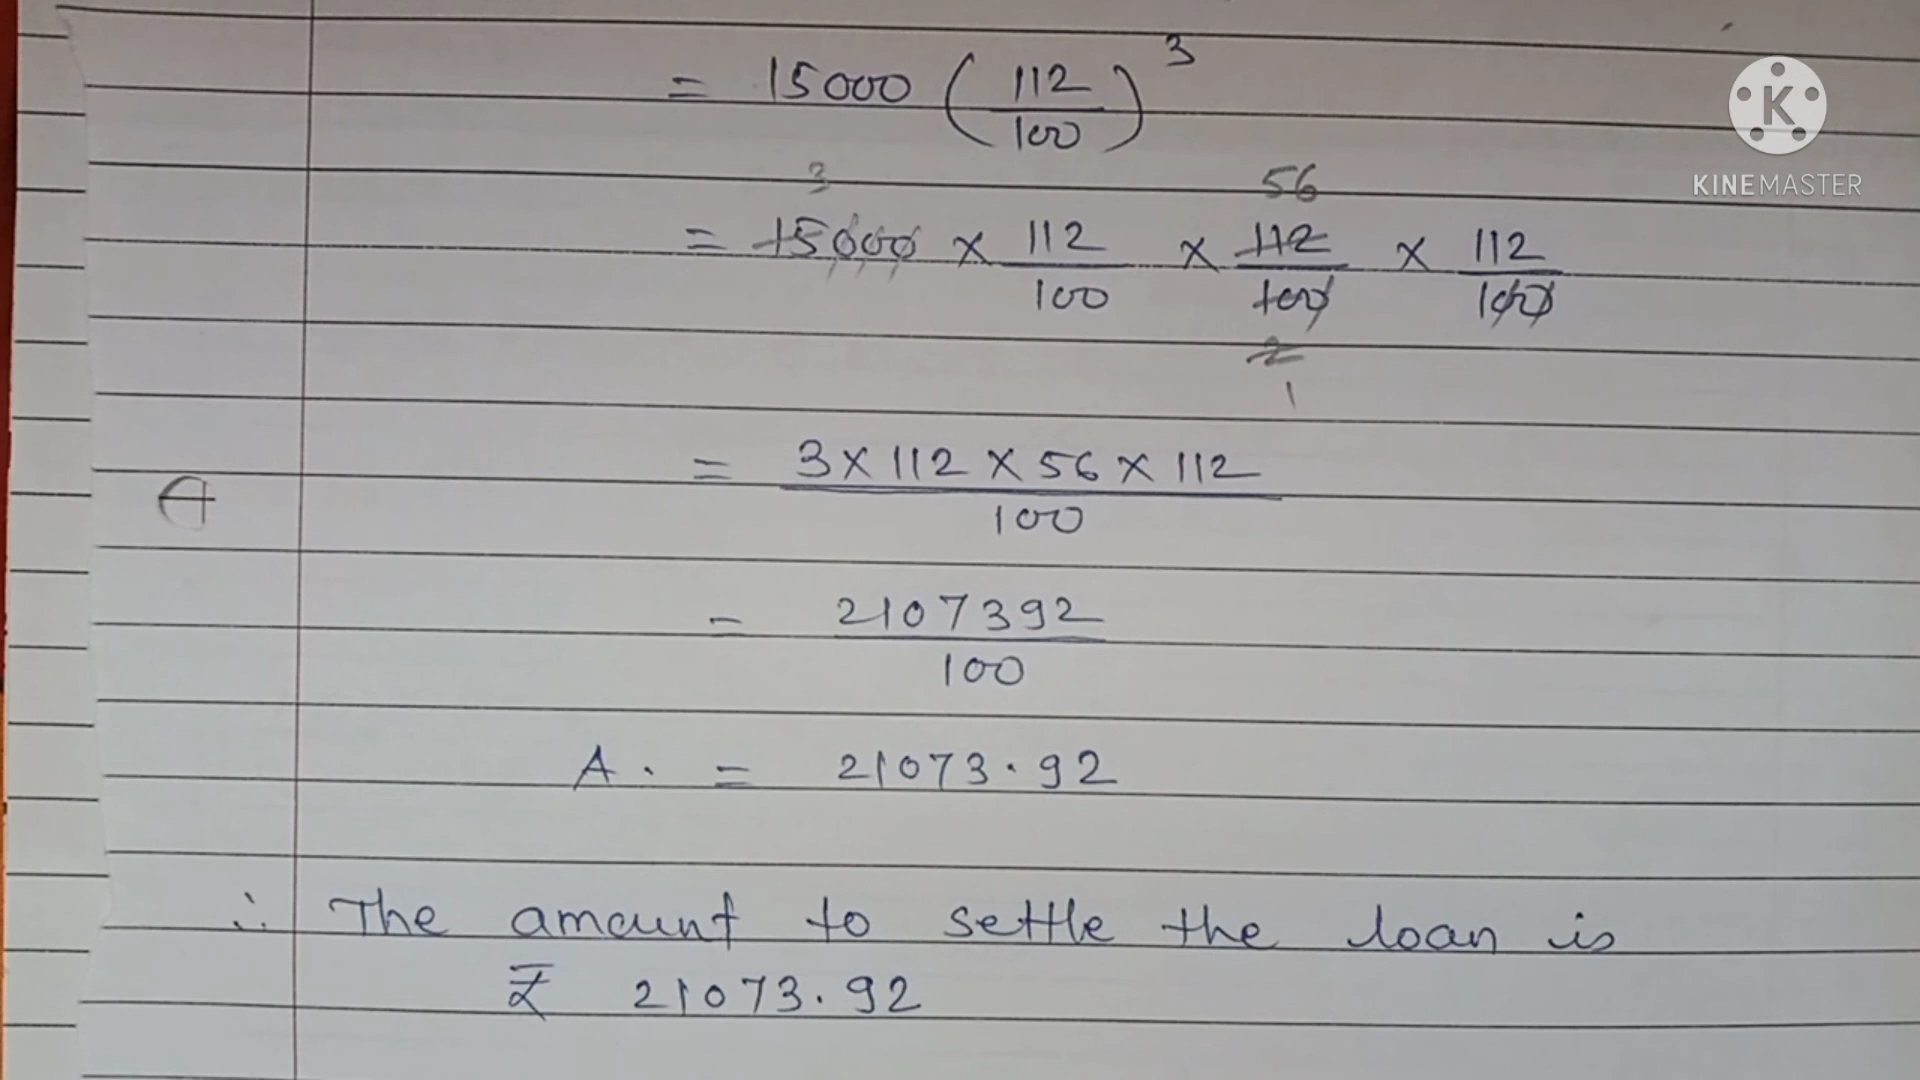 = 15000 (112/100)^3
K
KINEMASTER
3 56
= 15000 × 112/100 × 112/100 × 112/100
2
1
= 3 × 112 × 56 × 112 / 100
A
= 2107392 / 100
A. = 21073.92
∴ The amount to settle the loan is
₹ 21073.92